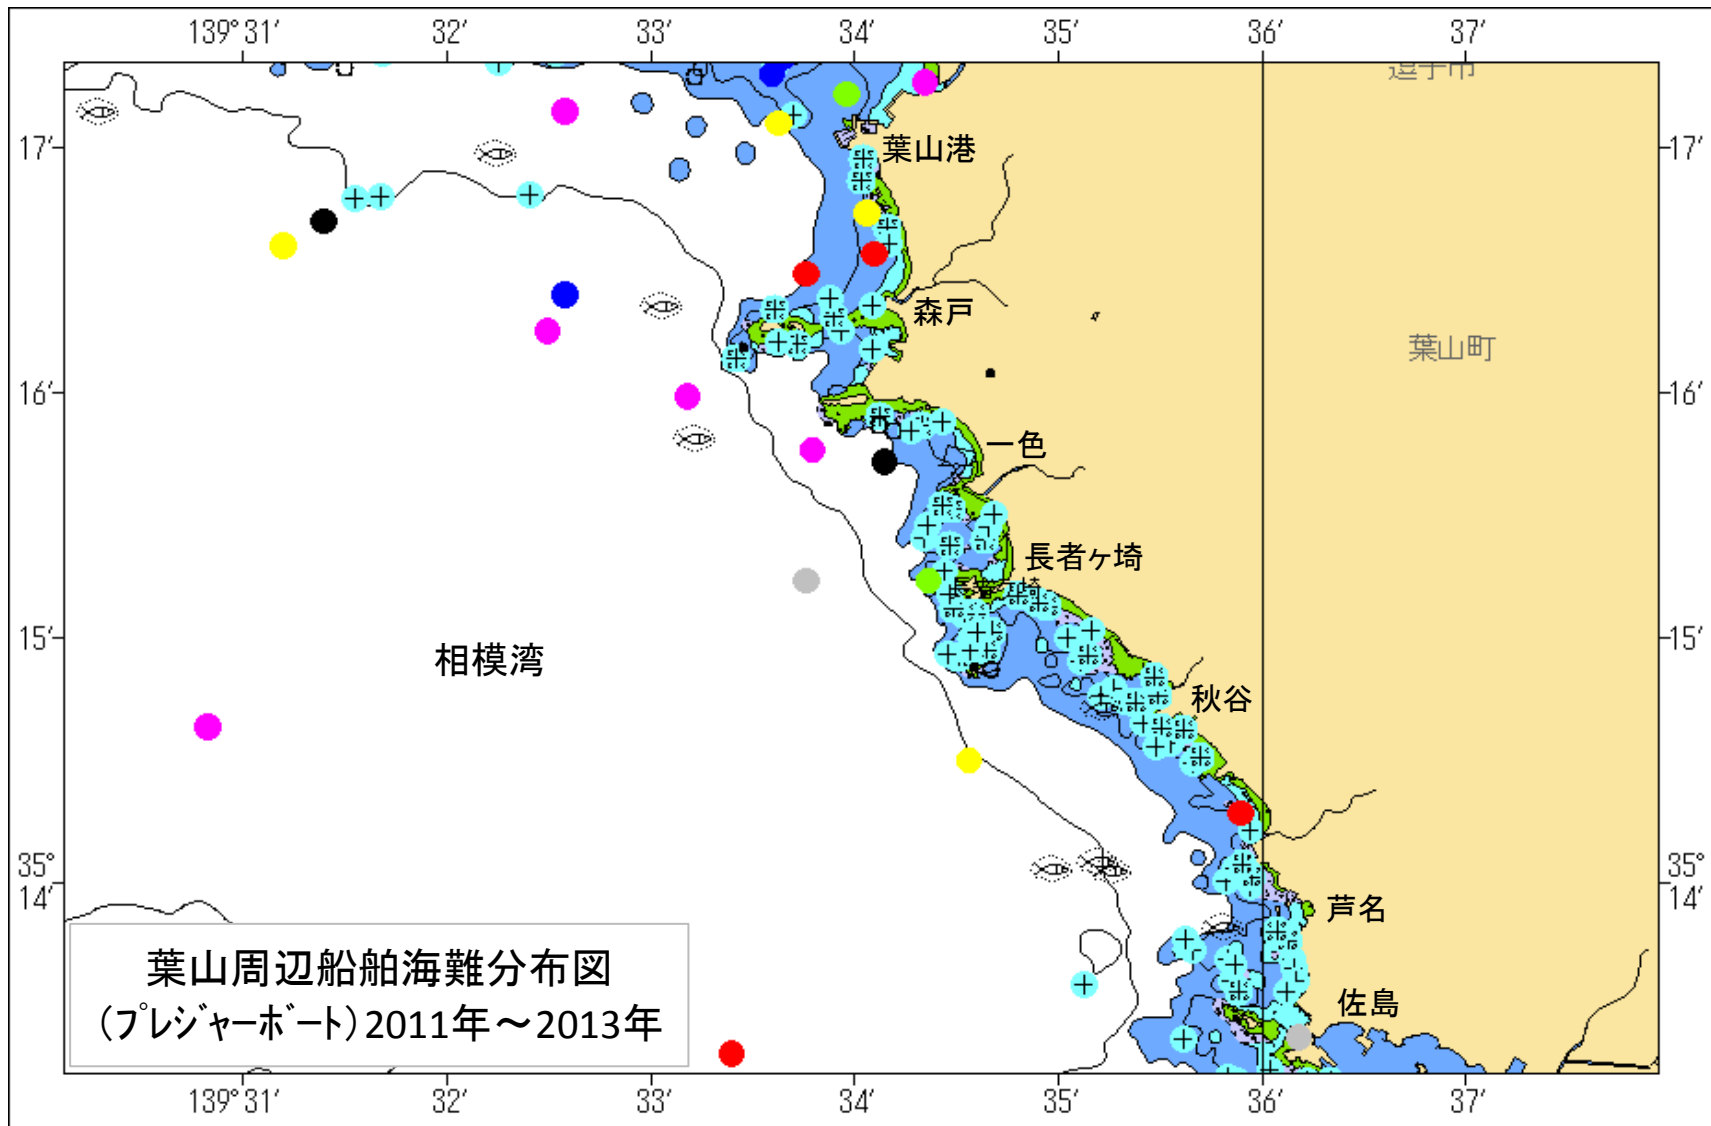 139°31′ 32′ 33′ 34′ 35′ 36′ 37′
逗子市
17′ 葉山港 17′
森戸
葉山町
16′ 16′
一色
長者ヶ埼
15′ 15′
相模湾
秋谷
35° 35°
14′ 14′
芦名
葉山周辺船舶海難分布図
(プレジャーボート)2011年～2013年
佐島
139°31′ 32′ 33′ 34′ 35′ 36′ 37′